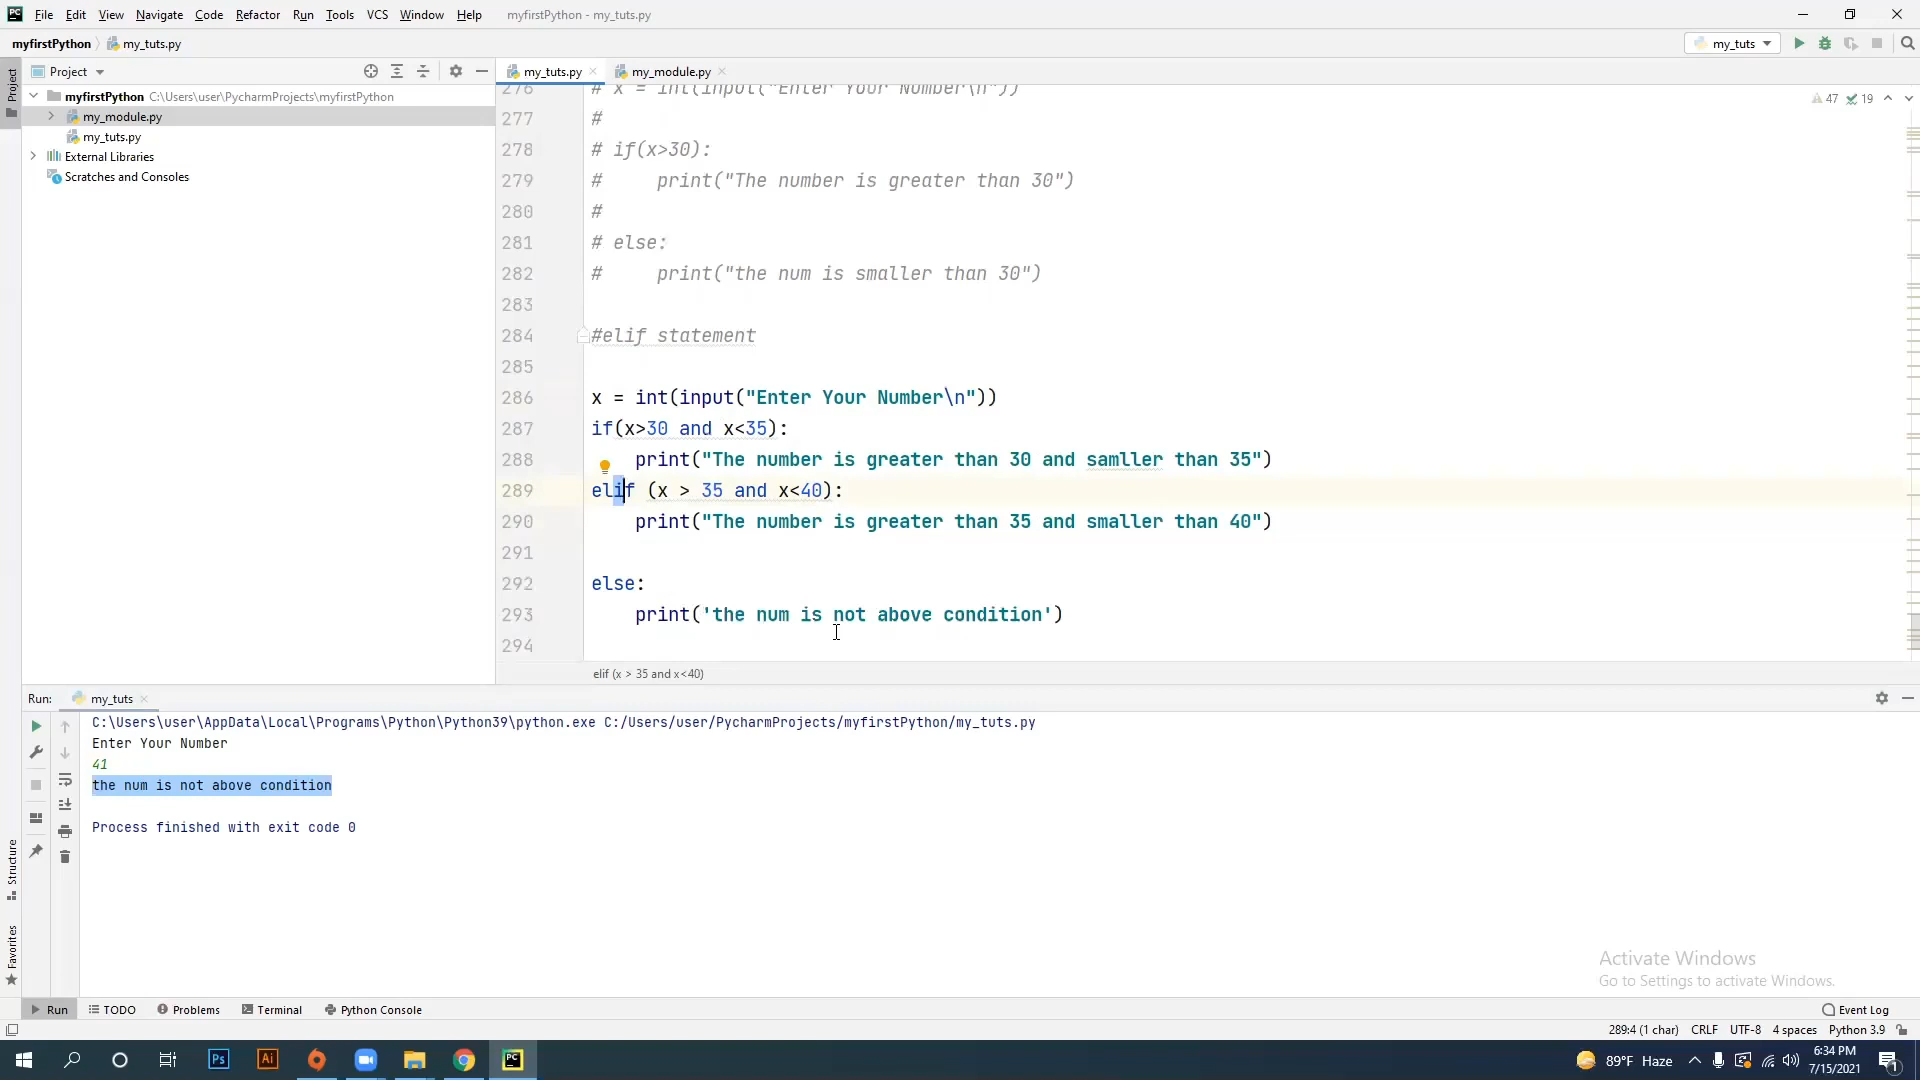 File Edit View Navigate Code Refactor Run Tools VCS Window Help myfirstPython - my_tuts.py
myfirstPython my_tuts.py my_tuts
Project my_tuts.py my_module.py
myfirstPython C:\Users\user\PycharmProjects\myfirstPython
my_module.py
my_tuts.py
External Libraries
Scratches and Consoles
47 19
276 # x = int(input("Enter Your Number\n"))
277 #
278 # if(x>30):
279 #     print("The number is greater than 30")
280 #
281 # else:
282 #     print("the num is smaller than 30")
283
284 #elif statement
285
286 x = int(input("Enter Your Number\n"))
287 if(x>30 and x<35):
288     print("The number is greater than 30 and samller than 35")
289 elif (x > 35 and x<40):
290     print("The number is greater than 35 and smaller than 40")
291
292 else:
293     print('the num is not above condition')
294
elif (x > 35 and x<40)
Run: my_tuts
C:\Users\user\AppData\Local\Programs\Python\Python39\python.exe C:/Users/user/PycharmProjects/myfirstPython/my_tuts.py
Enter Your Number
41
the num is not above condition
Process finished with exit code 0
Project
Structure
Favorites
Activate Windows
Go to Settings to activate Windows.
Run TODO Problems Terminal Python Console Event Log
289:4 (1 char) CRLF UTF-8 4 spaces Python 3.9
PC
Ps Ai PC 89°F Haze 6:34 PM
7/15/2021
1